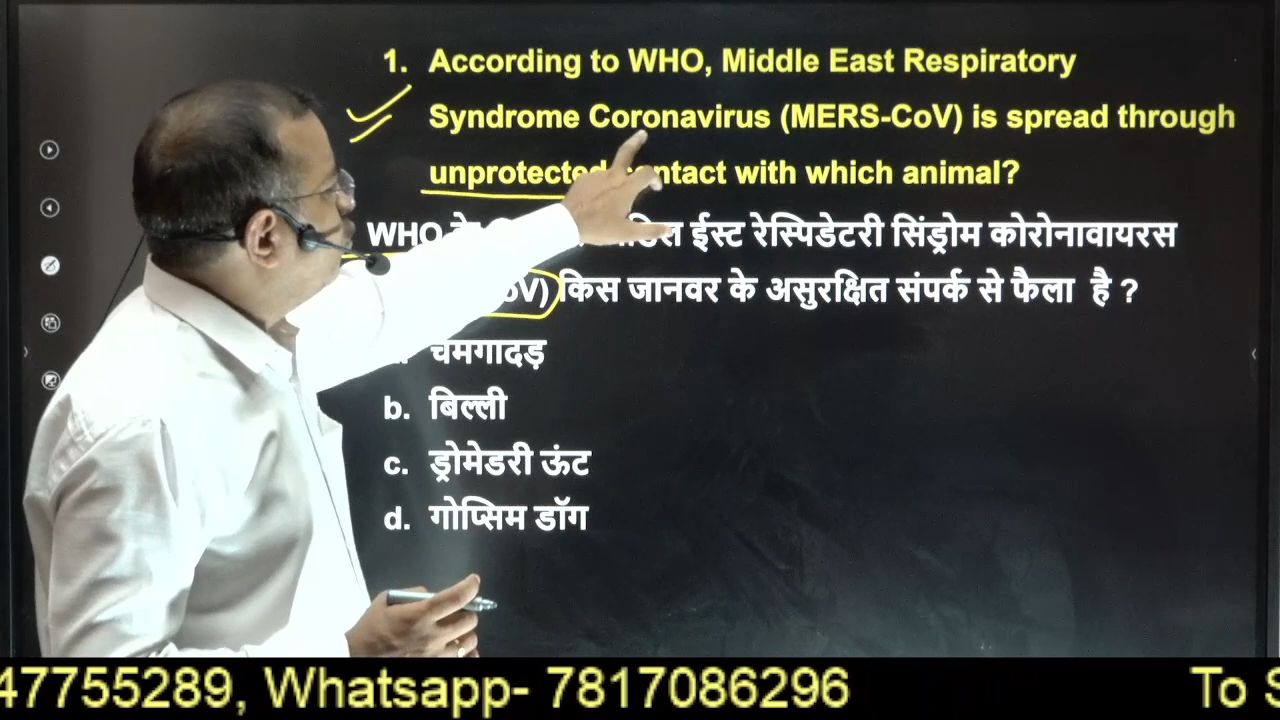 1. According to WHO, Middle East Respiratory
Syndrome Coronavirus (MERS-CoV) is spread through
unprotected contact with which animal?
WHO के ईस्ट रेस्पिडेटरी सिंड्रोम कोरोनावायरस
किस जानवर के असुरक्षित संपर्क से फैला है ?
चमगादड़
b. बिल्ली
c. ड्रोमेडरी ऊंट
d. गोप्सिम डॉग
47755289, Whatsapp- 7817086296 To